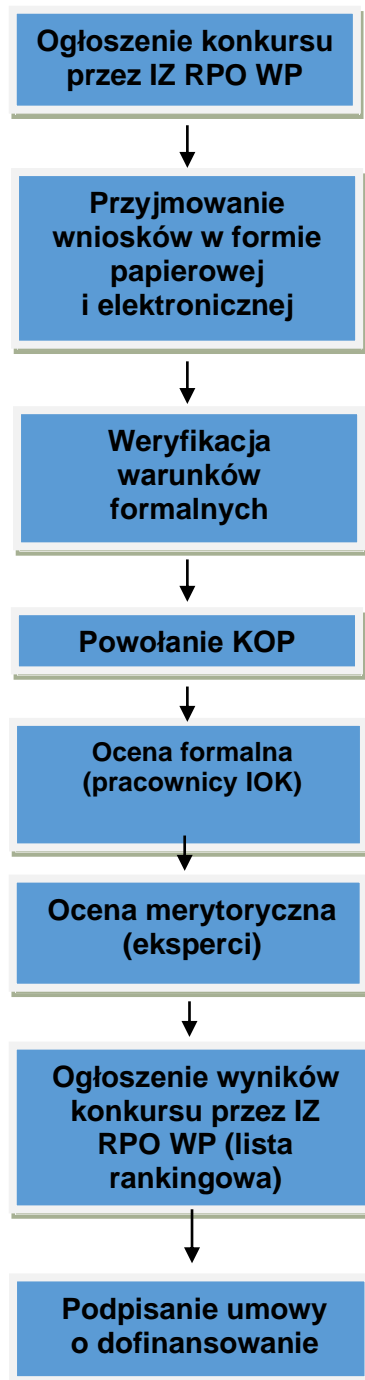 Ogłoszenie konkursu
przez IZ RPO WP
Przyjmowanie
wniosków w formie
papierowej
i elektronicznej
Weryfikacja
warunków
formalnych
Powołanie KOP
Ocena formalna
(pracownicy IOK)
Ocena merytoryczna
(eksperci)
Ogłoszenie wyników
konkursu przez IZ
RPO WP (lista
rankingowa)
Podpisanie umowy
o dofinansowanie